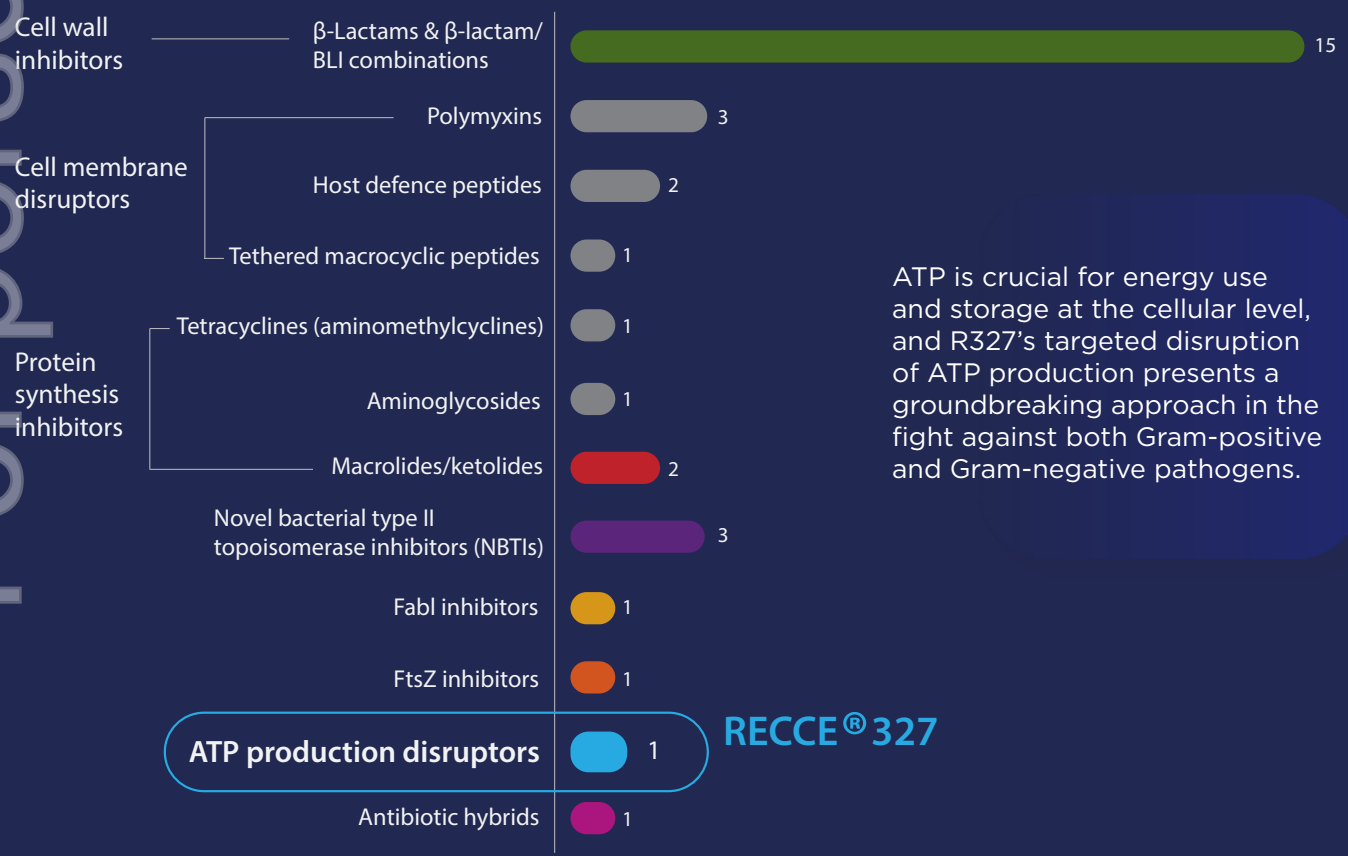 Cell wall
inhibitors
β-Lactams & β-lactam/
BLI combinations
15
Polymyxins
3
Cell membrane
disruptors
Host defence peptides
2
Tethered macrocyclic peptides
1
Tetracyclines (aminomethylcyclines)
1
Protein
synthesis
inhibitors
Aminoglycosides
1
Macrolides/ketolides
2
Novel bacterial type II
topoisomerase inhibitors (NBTIs)
3
Fabl inhibitors
1
FtsZ inhibitors
1
ATP production disruptors
1
RECCE® 327
Antibiotic hybrids
1
ATP is crucial for energy use
and storage at the cellular level,
and R327’s targeted disruption
of ATP production presents a
groundbreaking approach in the
fight against both Gram-positive
and Gram-negative pathogens.